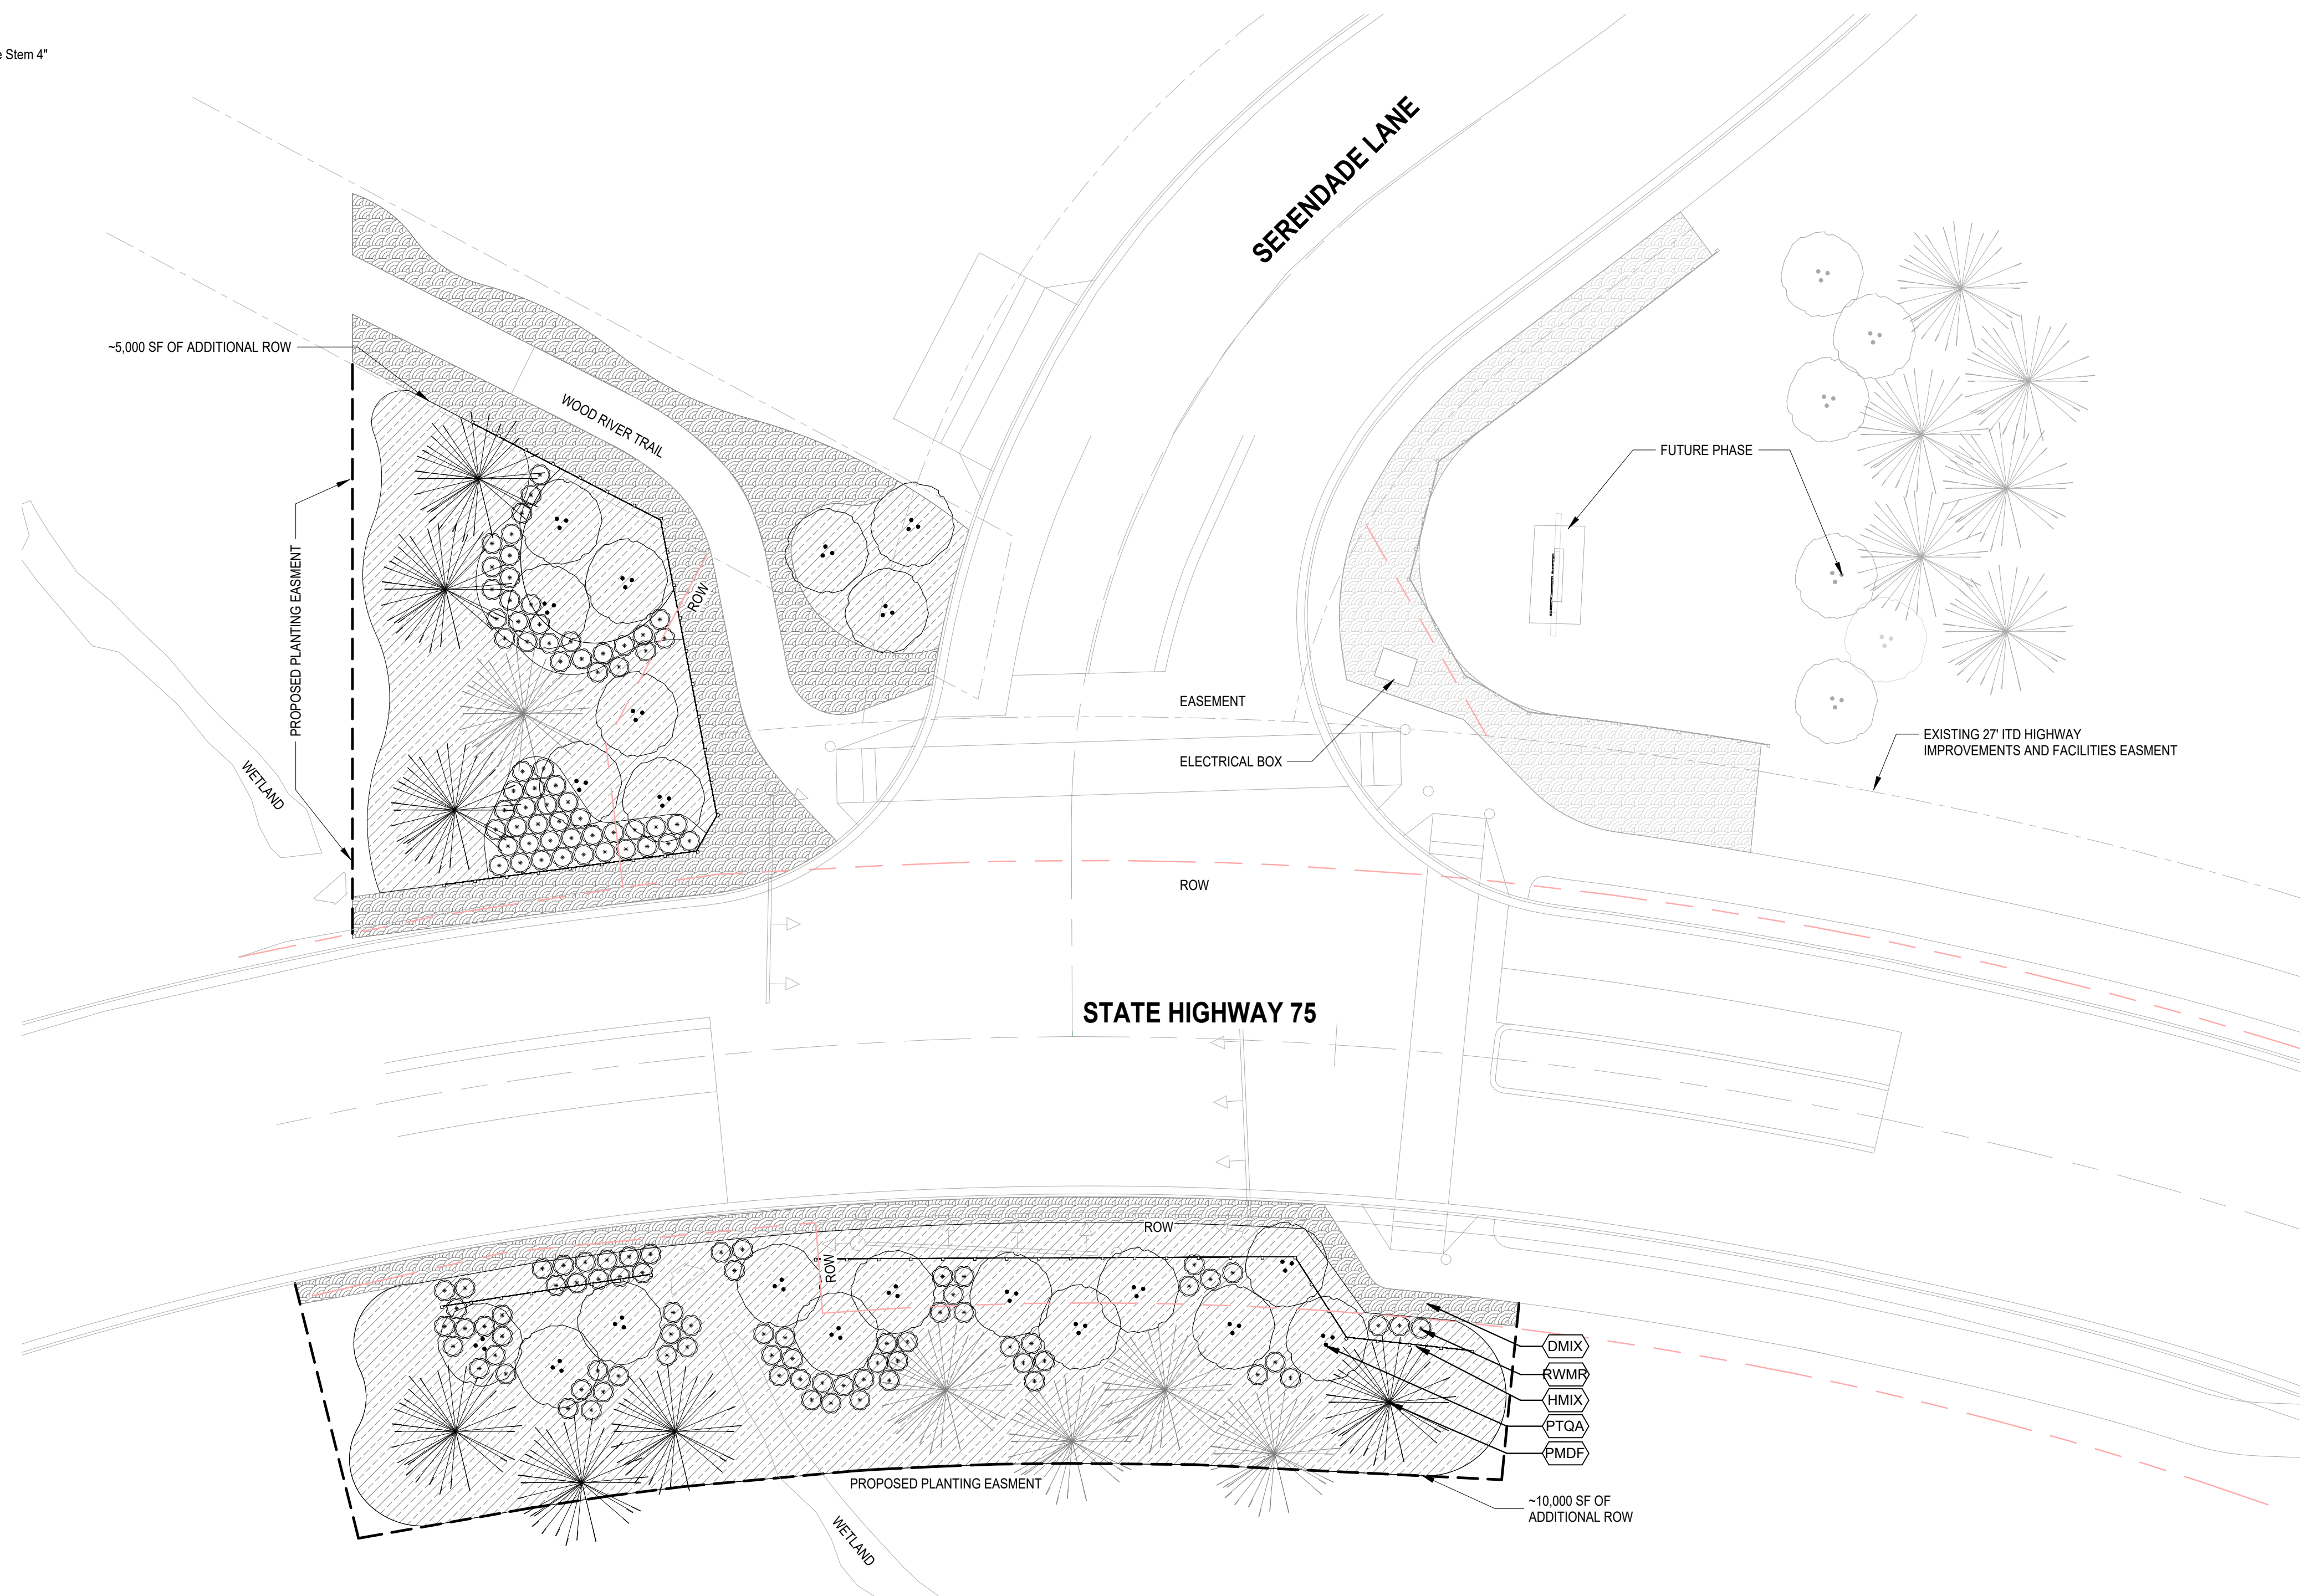 e Stem 4"
SERENDADE LANE
~5,000 SF OF ADDITIONAL ROW
WOOD RIVER TRAIL
FUTURE PHASE
PROPOSED PLANTING EASMENT
ROW
EASEMENT
EXISTING 27' ITD HIGHWAY
IMPROVEMENTS AND FACILITIES EASMENT
ELECTRICAL BOX
WETLAND
ROW
STATE HIGHWAY 75
ROW
ROW
DMIX
RWMR
HMIX
PTQA
PMDF
PROPOSED PLANTING EASMENT
~10,000 SF OF
ADDITIONAL ROW
WETLAND